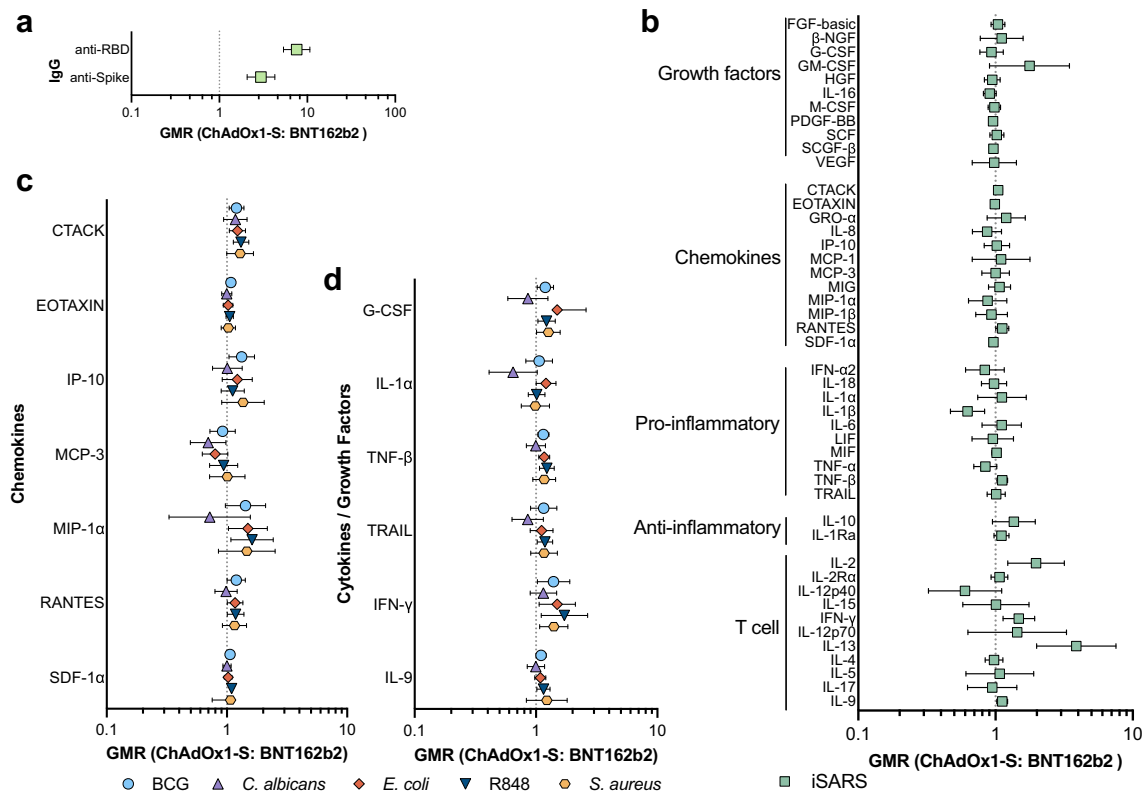 a
IgG
anti-RBD
anti-Spike
0.1 1 10 100
GMR (ChAdOx1-S: BNT162b2 )
b
Growth factors
FGF-basic
β-NGF
G-CSF
GM-CSF
HGF
IL-16
M-CSF
PDGF-BB
SCF
SCGF-β
VEGF
Chemokines
CTACK
EOTAXIN
GRO-α
IL-8
IP-10
MCP-1
MCP-3
MIG
MIP-1α
MIP-1β
RANTES
SDF-1α
Pro-inflammatory
IFN-α2
IL-18
IL-1α
IL-1β
IL-6
LIF
MIF
TNF-α
TNF-β
TRAIL
Anti-inflammatory
IL-10
IL-1Ra
T cell
IL-2
IL-2Rα
IL-12p40
IL-15
IFN-γ
IL-12p70
IL-13
IL-4
IL-5
IL-17
IL-9
0.1 1 10
GMR (ChAdOx1-S: BNT162b2 )
iSARS
c
Chemokines
CTACK
EOTAXIN
IP-10
MCP-3
MIP-1α
RANTES
SDF-1α
0.1 1 10
GMR (ChAdOx1-S: BNT162b2)
d
Cytokines / Growth Factors
G-CSF
IL-1α
TNF-β
TRAIL
IFN-γ
IL-9
0.1 1 10
GMR (ChAdOx1-S: BNT162b2)
BCG C. albicans E. coli R848 S. aureus